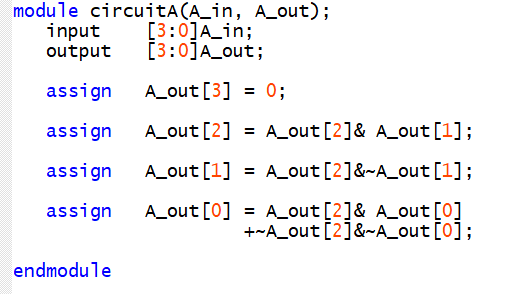 module circuitA(A_in, A_out);
input [3:0]A_in;
output [3:0]A_out;
assign A_out[3] = 0;
assign A_out[2] = A_out[2]& A_out[1];
assign A_out[1] = A_out[2]&~A_out[1];
assign A_out[0] = A_out[2]& A_out[0]
+~A_out[2]&~A_out[0];
endmodule